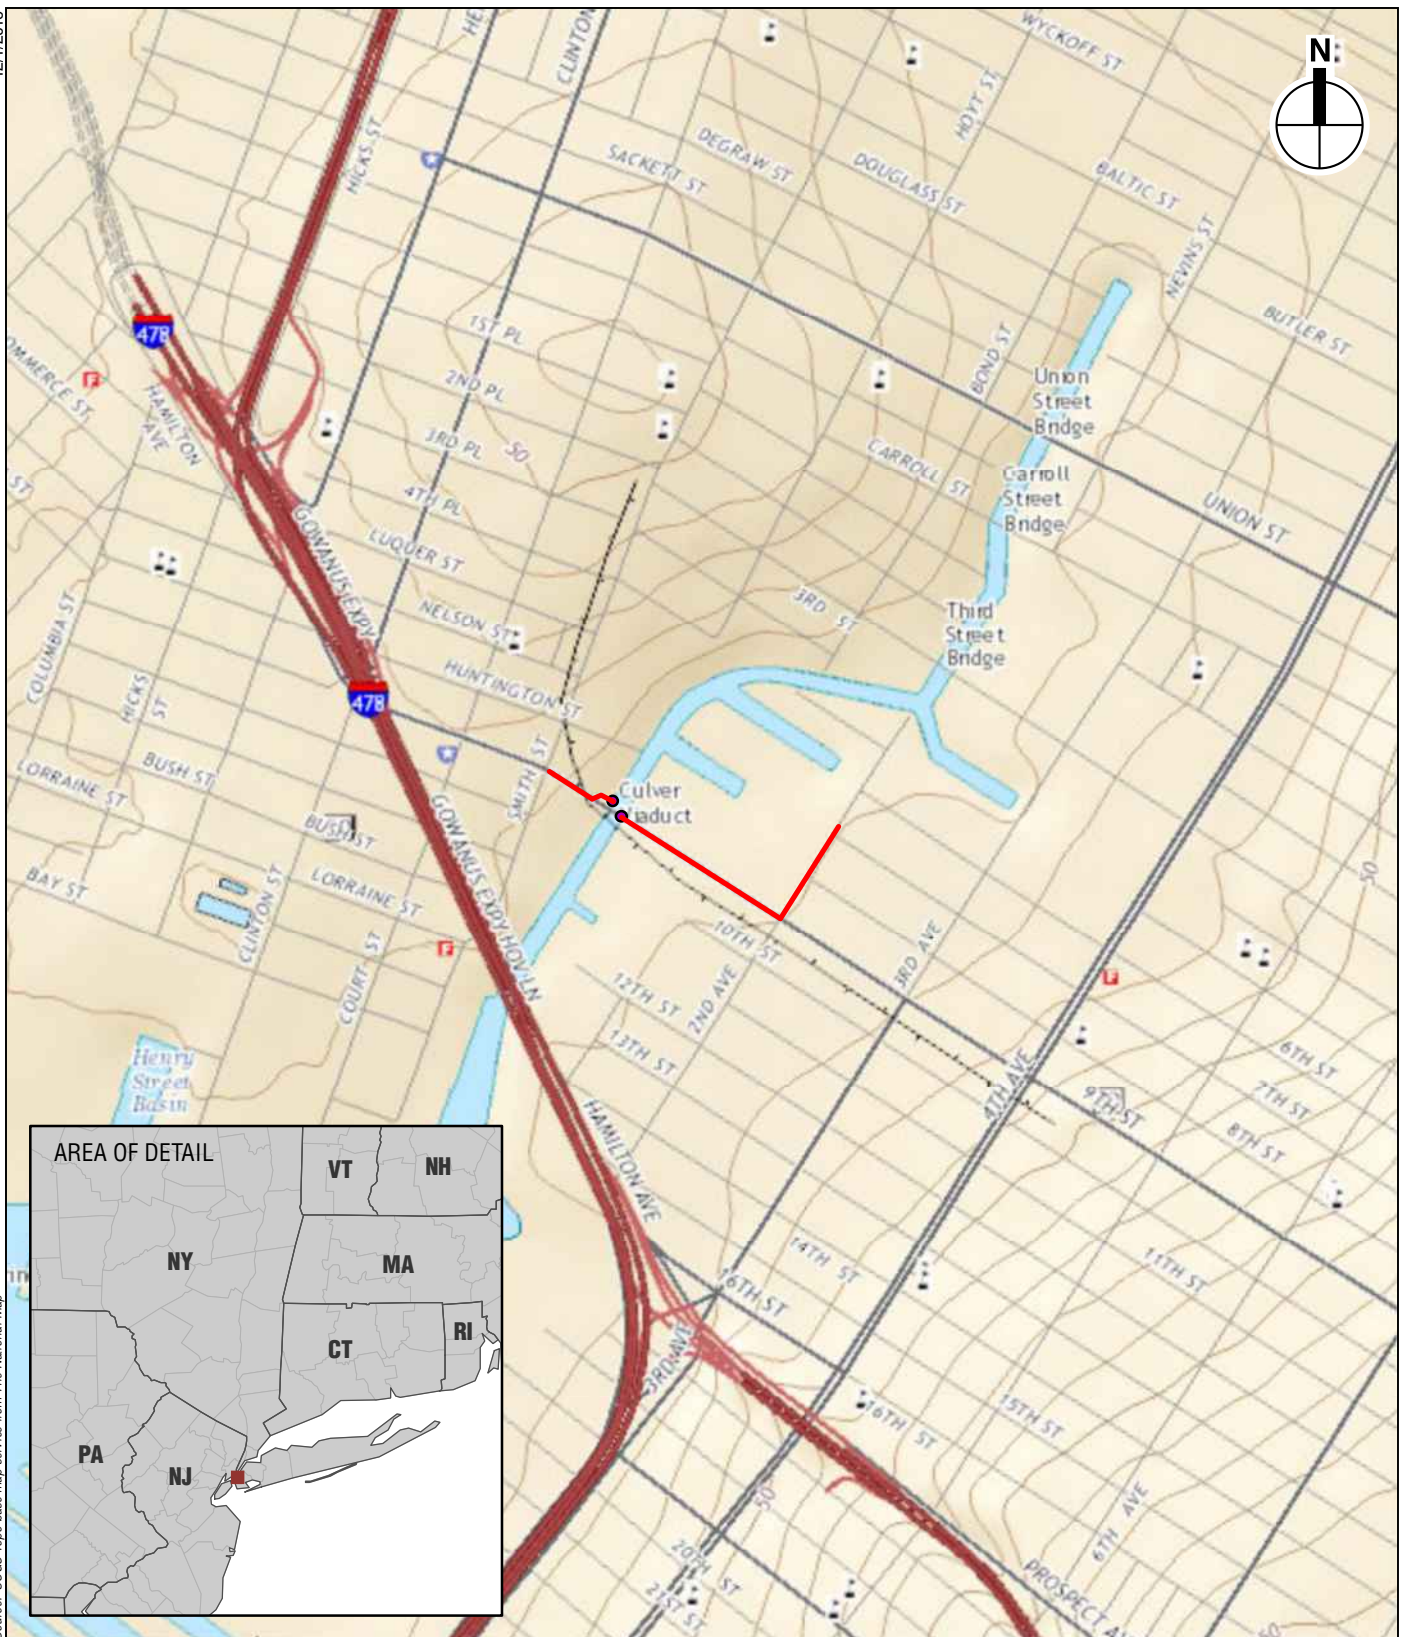 WYCKOFF ST
N
CLINTON
HICKS ST
HOYT ST
DEGRAW ST
SACKETT ST
DOUGLASS ST
BALTIC ST
NEVINS ST
BUTLER ST
1ST PL
478
BOND ST
Union
Street
Bridge
2ND PL
HAMILTON
AVE
3RD PL
50
CARROLL ST
Carroll
Street
Bridge
4TH PL
UNION ST
ST
GOWANUS EXPY
LUQUER ST
NELSON ST
3RD ST
Third
Street
Bridge
COLUMBIA ST
HUNTINGTON ST
HICKS
ST
478
BUSH ST
SMITH ST
LORRAINE ST
Culver
Viaduct
BUSH ST
GOWANUS EXPY HOV LN
BAY ST
LORRAINE ST
50
CLINTON ST
COURT ST
10TH ST
3RD AVE
12TH ST
2ND AVE
13TH ST
Henry
Street
Basin
6TH ST
4TH AVE
7TH ST
9TH ST
8TH ST
HAMILTON AVE
AREA OF DETAIL
VT
NH
NY
MA
14TH ST
11TH ST
16TH ST
CT
RI
3RD AVE
15TH ST
16TH ST
PA
NJ
50
6TH AVE
20TH ST
21ST ST
PROSPECT
50